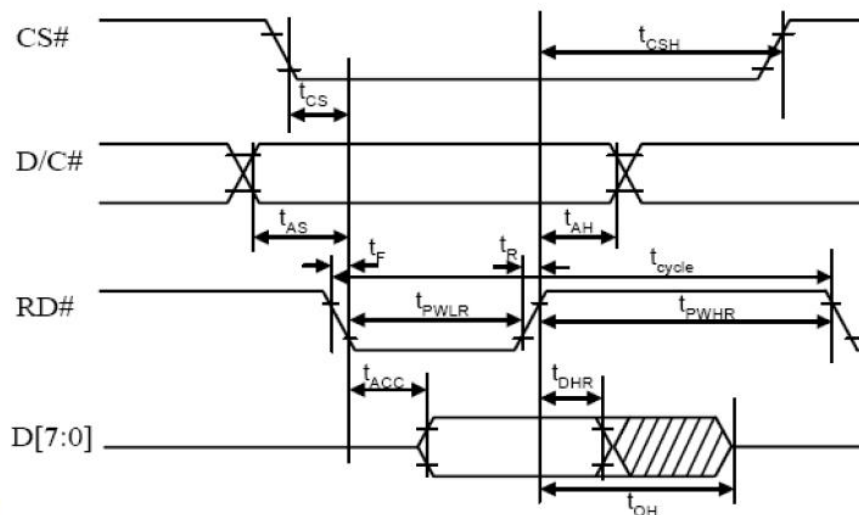 CS#
tCSH
tCS
D/C#
tAS
tAH
tF
tR
tcycle
RD#
tPWLR
tPWHR
tACC
tDHR
D[7:0]
tOH